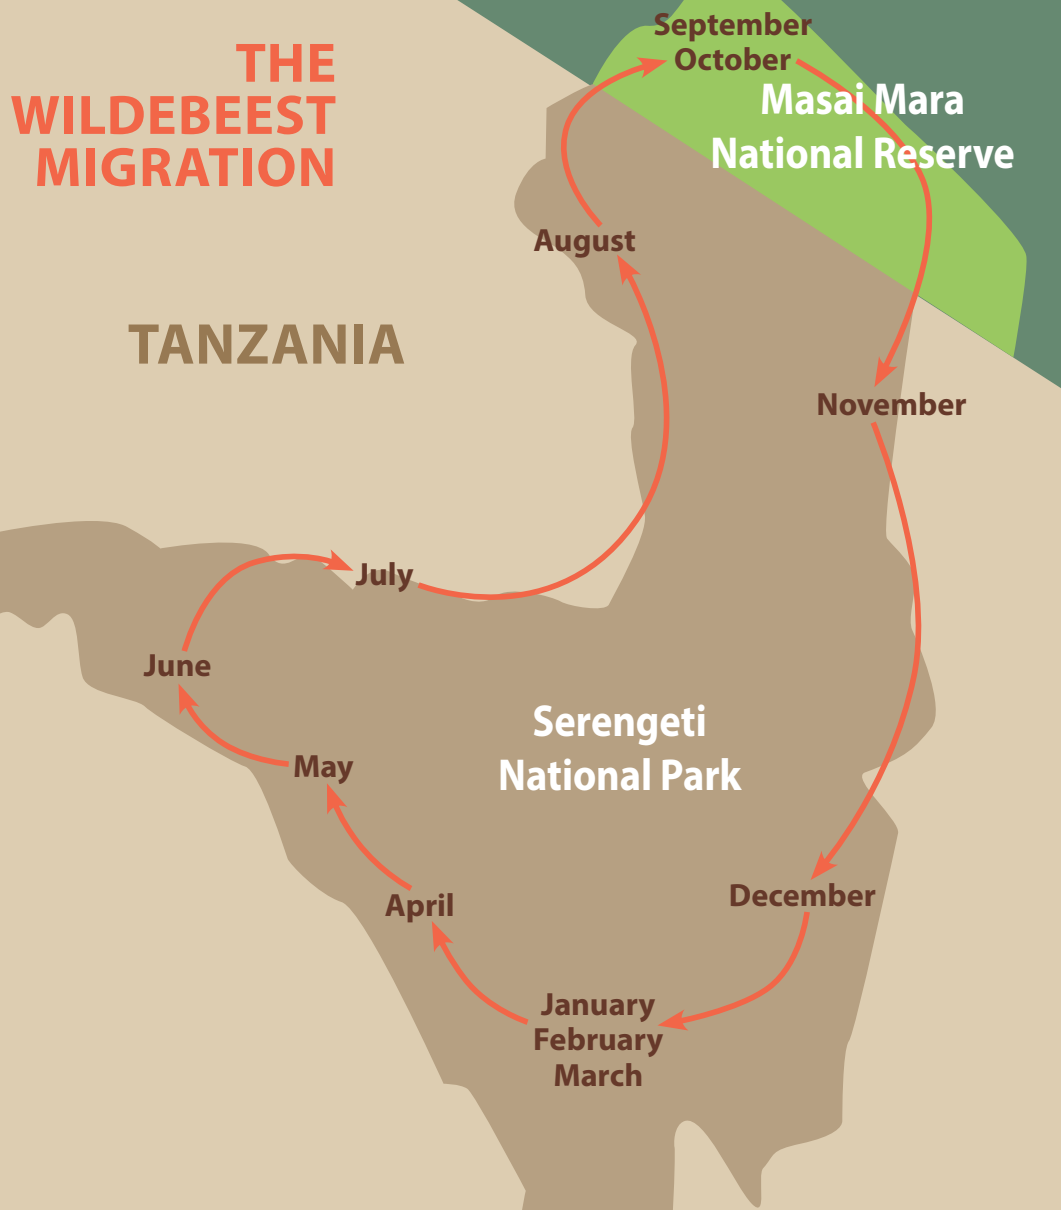 THE
WILDEBEEST
MIGRATION
September
October
Masai Mara
National Reserve
August
TANZANIA
November
July
June
Serengeti
National Park
May
December
April
January
February
March